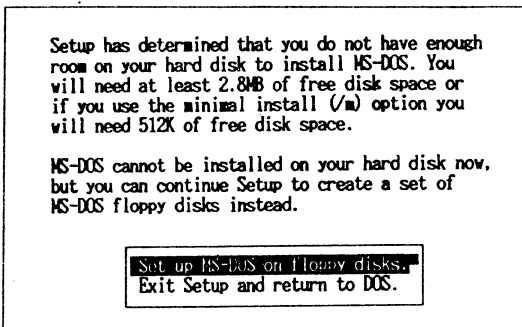 Setup has determined that you do not have enough
room on your hard disk to install MS-DOS. You
will need at least 2.8MB of free disk space or
if you use the minimal install (/m) option you
will need 512K of free disk space.
MS-DOS cannot be installed on your hard disk now,
but you can continue Setup to create a set of
MS-DOS floppy disks instead.
Set up MS-DOS on floppy disks.
Exit Setup and return to DOS.